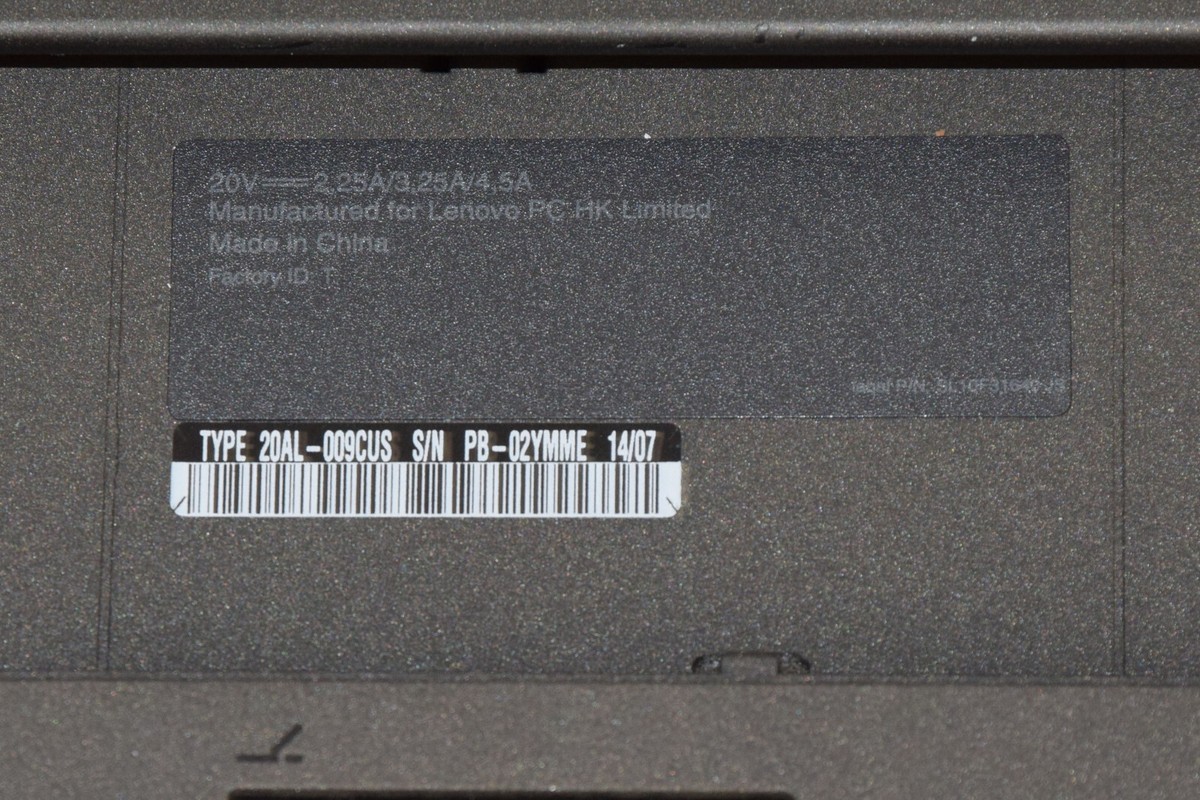 20V⎓2.25A/3.25A/4.5A
Manufactured for Lenovo PC HK Limited
Made in China
Factory ID T
label P/N
TYPE 20AL-009CUS S/N PB-02YMME 14/07